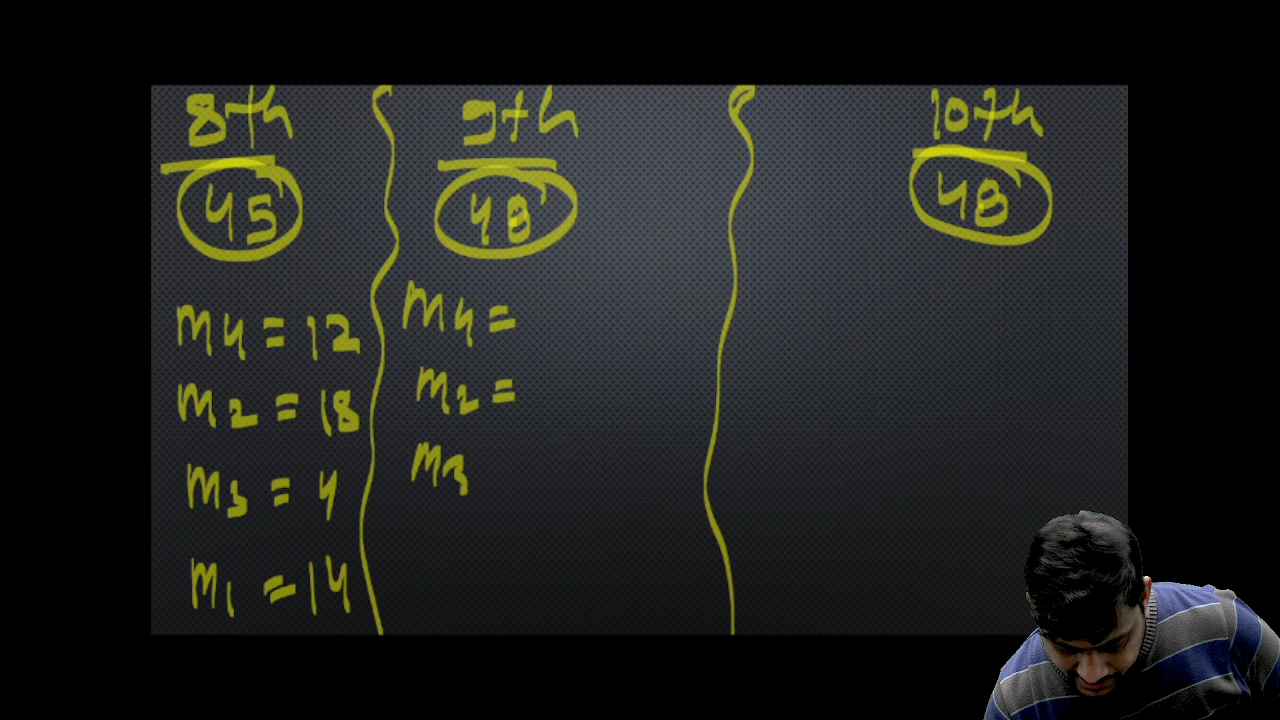 8th
45
m4 = 12
m2 = 18
m3 = 4
m1 = 14
9th
48
m4 =
m2 =
m3
10th
48